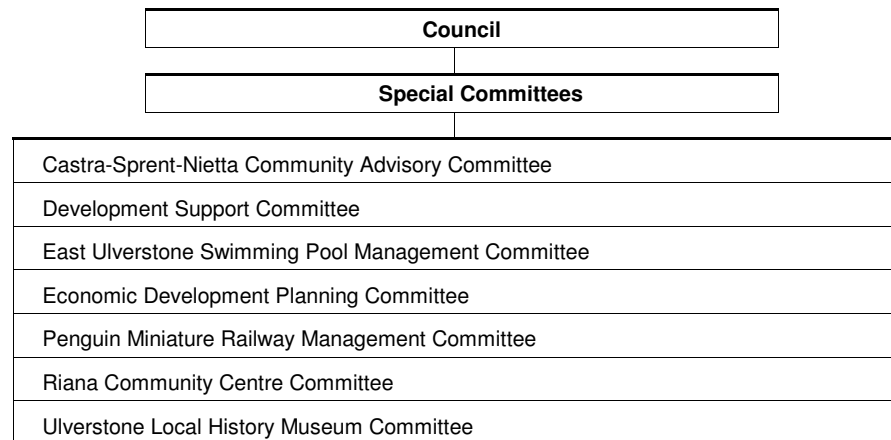 Council
Special Committees
Castra-Sprent-Nietta Community Advisory Committee
Development Support Committee
East Ulverstone Swimming Pool Management Committee
Economic Development Planning Committee
Penguin Miniature Railway Management Committee
Riana Community Centre Committee
Ulverstone Local History Museum Committee